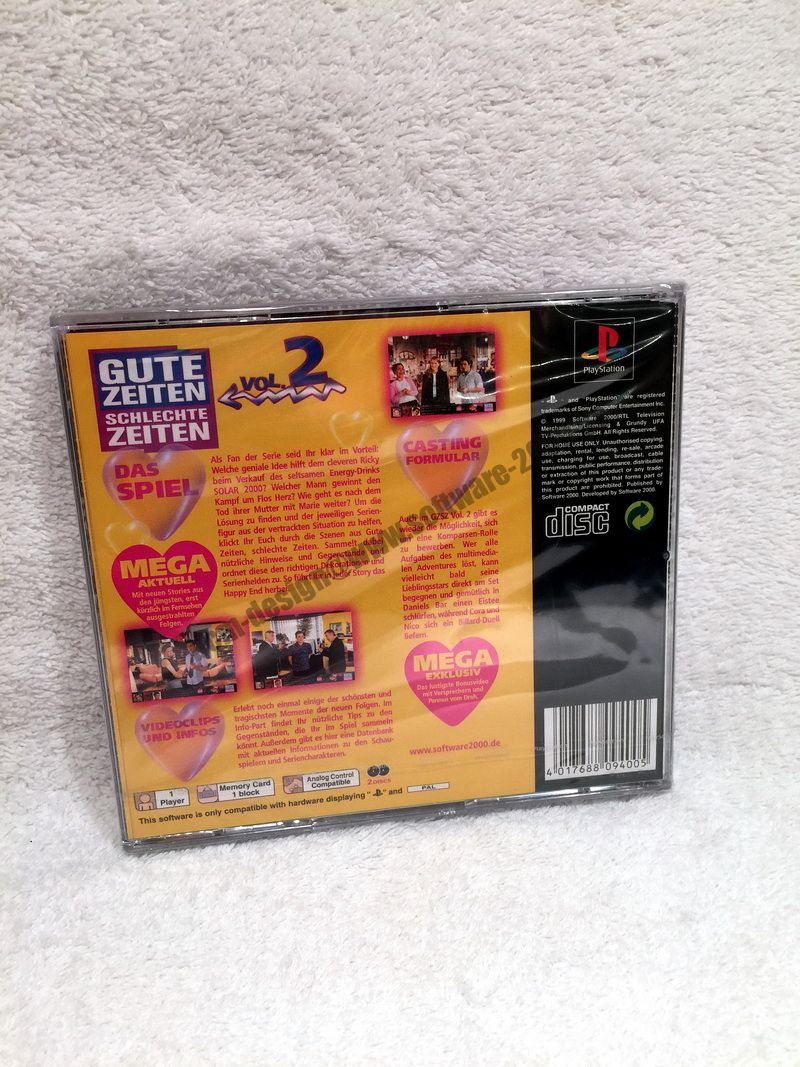 GUTE
ZEITEN
SCHLECHTE
ZEITEN
VOL. 2
DAS
SPIEL
Als Fan der Serie seid Ihr klar im Vorteil:
Welche geniale Idee hilft dem cleveren Ricky
beim Verkauf des seltsamen Energy-Drinks
SOLAR 2000? Welcher Mann gewinnt den
Kampf um Flos Herz? Wie geht es nach dem
Tod ihrer Mutter mit Marie weiter? Um die
Lösung zu finden und der jeweiligen Serien-
figur aus der vertrackten Situation zu helfen,
klickt Ihr Euch durch die Szenen aus Gute
Zeiten, schlechte Zeiten. Sammelt dabei
nützliche Hinweise und Gegenstände
ordnet diese den richtigen Dekorationen und
Serienhelden zu. So führt Ihr in jeder Story das
Happy End herbei
MEGA
AKTUELL
Mit neuen Stories aus
den jüngsten, erst
kürzlich im Fernsehen
ausgestrahlten
Folgen.
VIDEOCLIPS
UND INFOS
Erlebt noch einmal einige der schönsten und
tragischsten Momente der neuen Folgen. Im
Info-Part findet Ihr nützliche Tips zu den
Gegenständen, die Ihr im Spiel sammeln
könnt. Außerdem gibt es hier eine Datenbank
mit aktuellen Informationen zu den Schau-
spielern und Seriencharakteren.
CASTING
FORMULAR
Auch in GZSZ Vol. 2 gibt es
wieder die Möglichkeit, sich
um eine Komparsen-Rolle
zu bewerben. Wer alle
Aufgaben des multimedia-
len Adventures löst, kann
vielleicht bald seine
Lieblingsstars direkt am Set
begegnen und gemütlich in
Daniels Bar einen Eistee
schlürfen, während Cora und
Nico sich ein Billard-Duell
liefern.
MEGA
EXKLUSIV
Das lustigste Bonusvideo
mit Versprechern und
Pannen vom Dreh.
www.software2000.de
1
Player
Memory Card
1 block
Analog Control
Compatible
2 DISCS
This software is only compatible with hardware displaying " " and PAL
PlayStation
" " and "PlayStation" are registered
trademarks of Sony Computer Entertainment Inc.
© 1999 Software 2000/RTL Television
Merchandising/Licensing & Grundy UFA
TV-Produktions GmbH. All Rights Reserved.
FOR HOME USE ONLY. Unauthorised copying,
adaptation, rental, lending, re-sale, arcade
use, charging for use, broadcast, cable
transmission, public performance, distribution
or extraction of this product or any trade-
mark or copyright work that forms part of
this product are prohibited. Published by
Software 2000. Developed by Software 2000.
COMPACT
disc
4 017688 094005